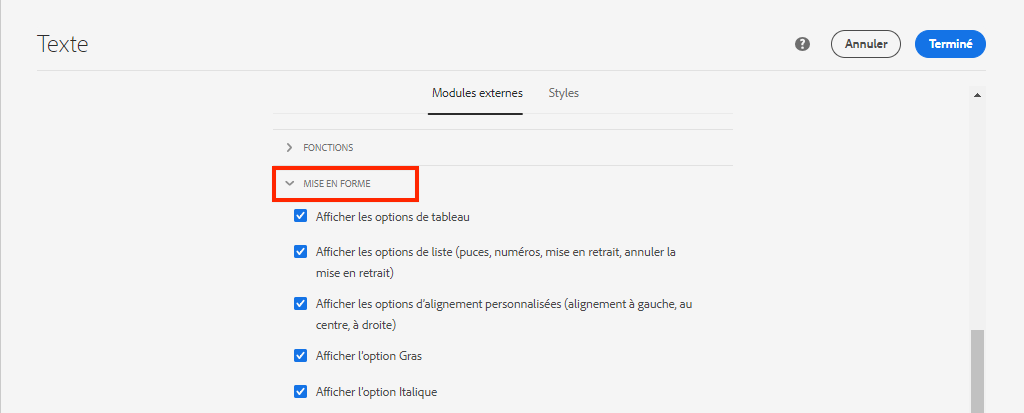 Texte
?
Annuler
Terminé
Modules externes
Styles
FONCTIONS
MISE EN FORME
Afficher les options de tableau
Afficher les options de liste (puces, numéros, mise en retrait, annuler la
mise en retrait)
Afficher les options d’alignement personnalisées (alignement à gauche, au
centre, à droite)
Afficher l’option Gras
Afficher l’option Italique